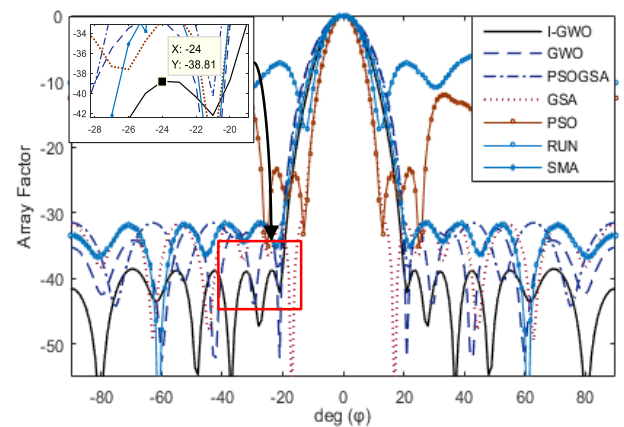 -34
-36
-38
-40
-42
-28
-26
-24
-22
-20
X: -24
Y: -38.81
I-GWO
GWO
PSOGSA
GSA
PSO
RUN
SMA
0
-10
-20
-30
-40
-50
Array Factor
-80
-60
-40
-20
0
20
40
60
80
deg (φ)